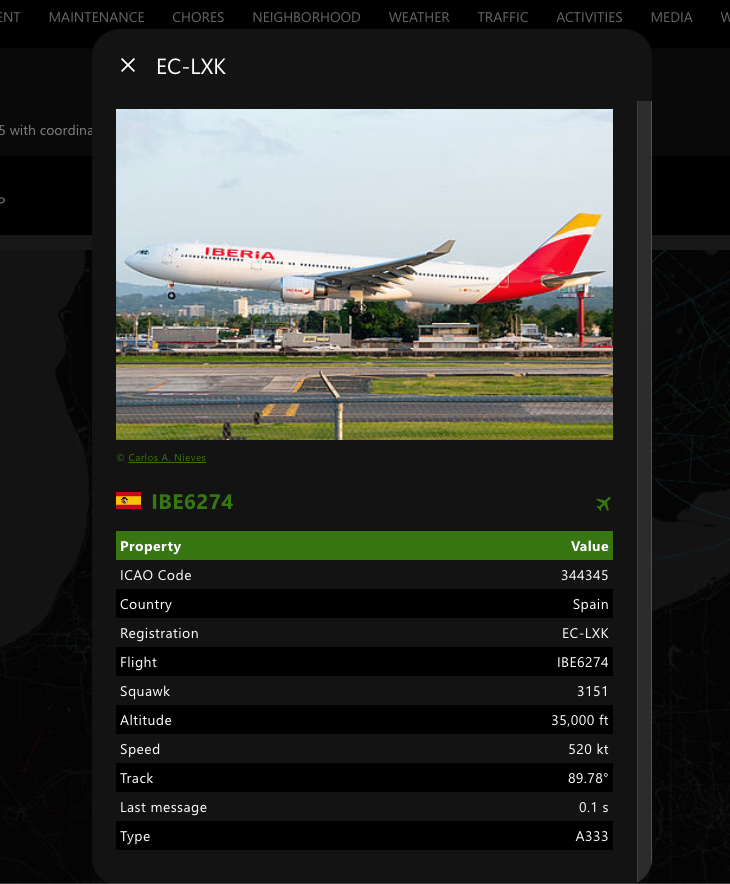 ENT MAINTENANCE CHORES NEIGHBORHOOD WEATHER TRAFFIC ACTIVITIES MEDIA W
EC-LXK
5 with coordina
P
IBERIA
© Carlos A. Nieves
IBE6274
Property Value
ICAO Code 344345
Country Spain
Registration EC-LXK
Flight IBE6274
Squawk 3151
Altitude 35,000 ft
Speed 520 kt
Track 89.78°
Last message 0.1 s
Type A333